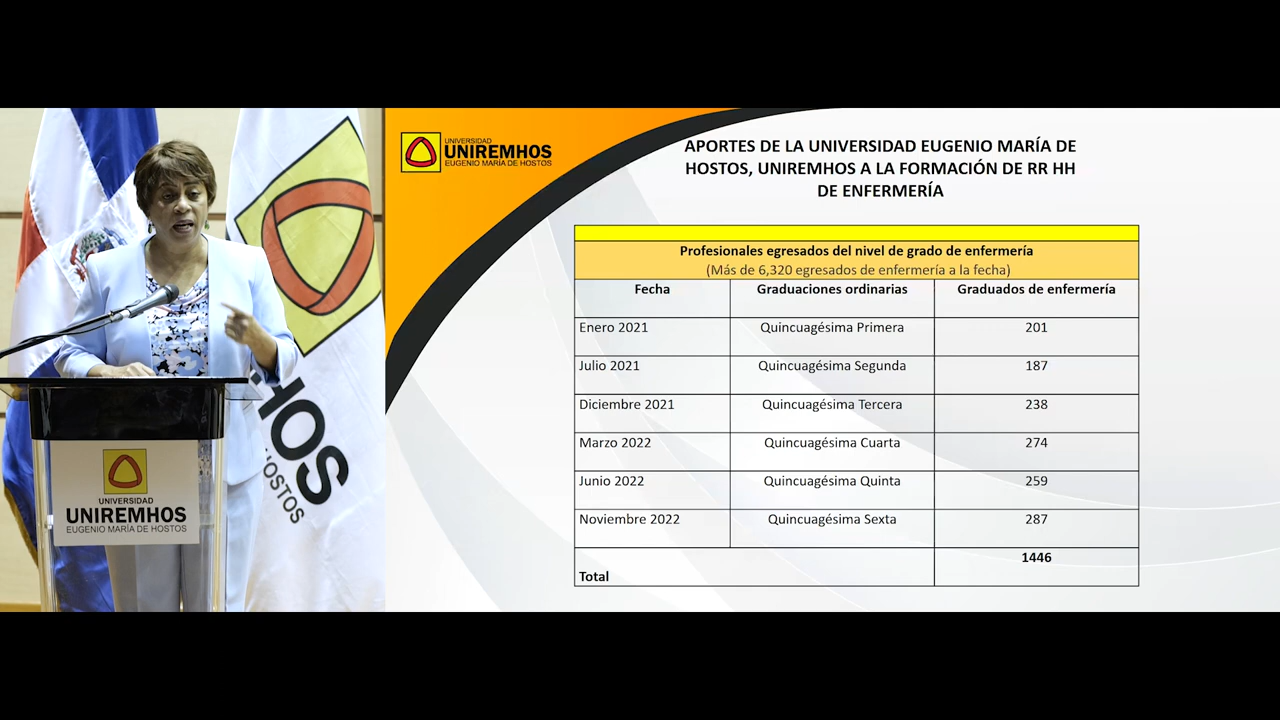 UNIVERSIDAD
UNIREMHOS
EUGENIO MARÍA DE HOSTOS
APORTES DE LA UNIVERSIDAD EUGENIO MARÍA DE
HOSTOS, UNIREMHOS A LA FORMACIÓN DE RR HH
DE ENFERMERÍA
Profesionales egresados del nivel de grado de enfermería
(Más de 6,320 egresados de enfermería a la fecha)
Fecha Graduaciones ordinarias Graduados de enfermería
Enero 2021 Quincuagésima Primera 201
Julio 2021 Quincuagésima Segunda 187
Diciembre 2021 Quincuagésima Tercera 238
Marzo 2022 Quincuagésima Cuarta 274
Junio 2022 Quincuagésima Quinta 259
Noviembre 2022 Quincuagésima Sexta 287
1446
Total
HOS
HOSTOS
UNIVERSIDAD
UNIREMHOS
EUGENIO MARÍA DE HOSTOS